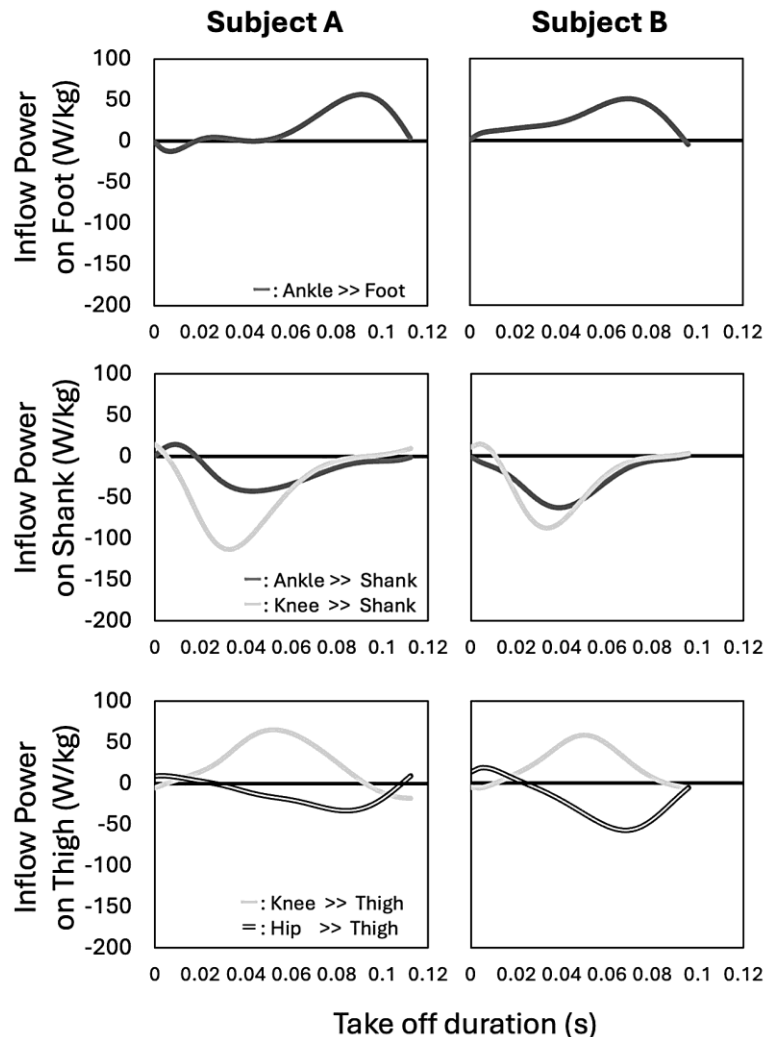 Subject A
Subject B
Inflow Power
on Foot (W/kg)
100
50
0
-50
-100
-150
-200
: Ankle >> Foot
0 0.02 0.04 0.06 0.08 0.1 0.12
0 0.02 0.04 0.06 0.08 0.1 0.12
Inflow Power
on Shank (W/kg)
100
50
0
-50
-100
-150
-200
: Ankle >> Shank
: Knee >> Shank
0 0.02 0.04 0.06 0.08 0.1 0.12
0 0.02 0.04 0.06 0.08 0.1 0.12
Inflow Power
on Thigh (W/kg)
100
50
0
-50
-100
-150
-200
: Knee >> Thigh
: Hip >> Thigh
0 0.02 0.04 0.06 0.08 0.1 0.12
0 0.02 0.04 0.06 0.08 0.1 0.12
Take off duration (s)